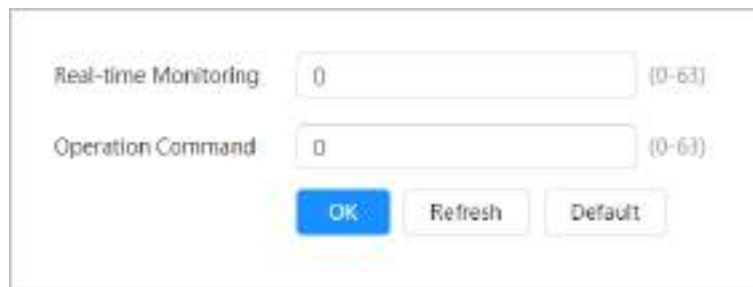 Real-time Monitoring 0 (0-63)
Operation Command 0 (0-63)
OK Refresh Default